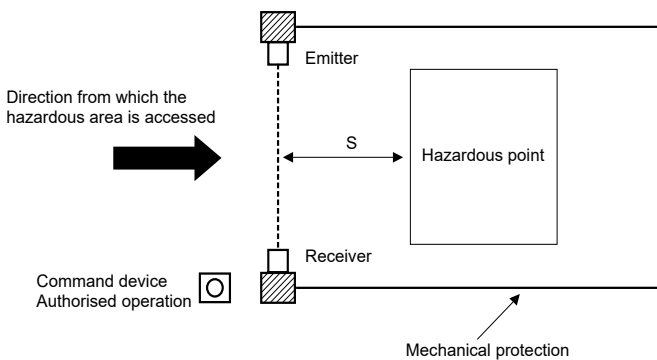 Emitter
Direction from which the
hazardous area is accessed
S
Hazardous point
Receiver
Command device
Authorised operation
Mechanical protection